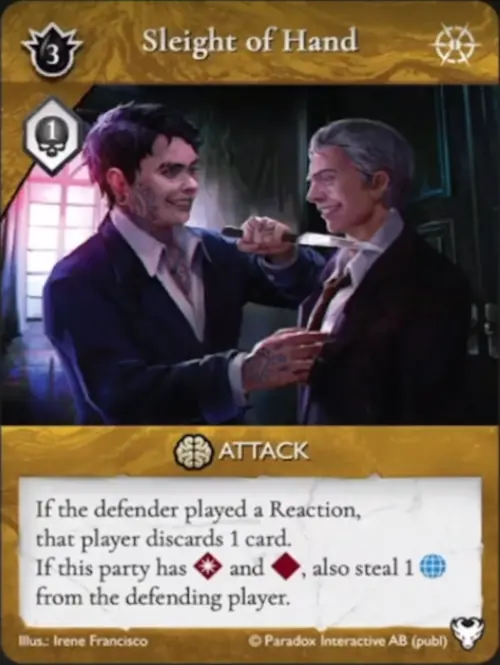 3
Sleight of Hand
1
ATTACK
If the defender played a Reaction,
that player discards 1 card.
If this party has and , also steal 1
from the defending player.
Illus.: Irene Francisco
© Paradox Interactive AB (publ)